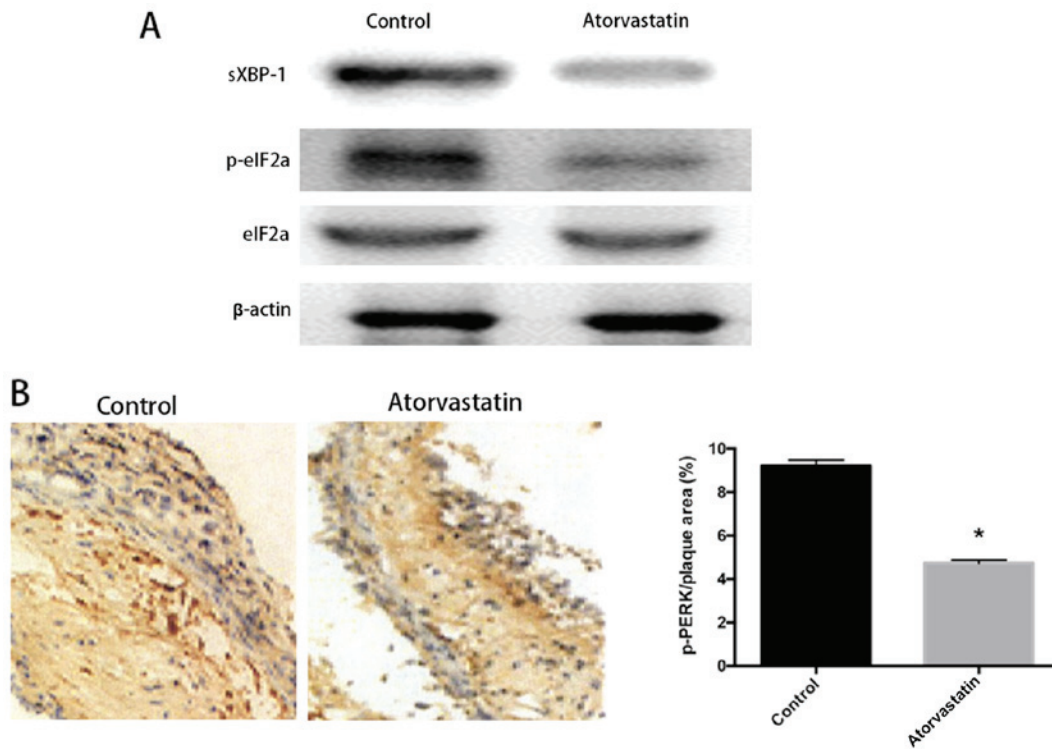 A
Control Atorvastatin
sXBP-1
p-eIF2a
eIF2a
β-actin
B
Control Atorvastatin
p-PERK/plaque area (%)
10
8
6
4
2
0
*
Control
Atorvastatin